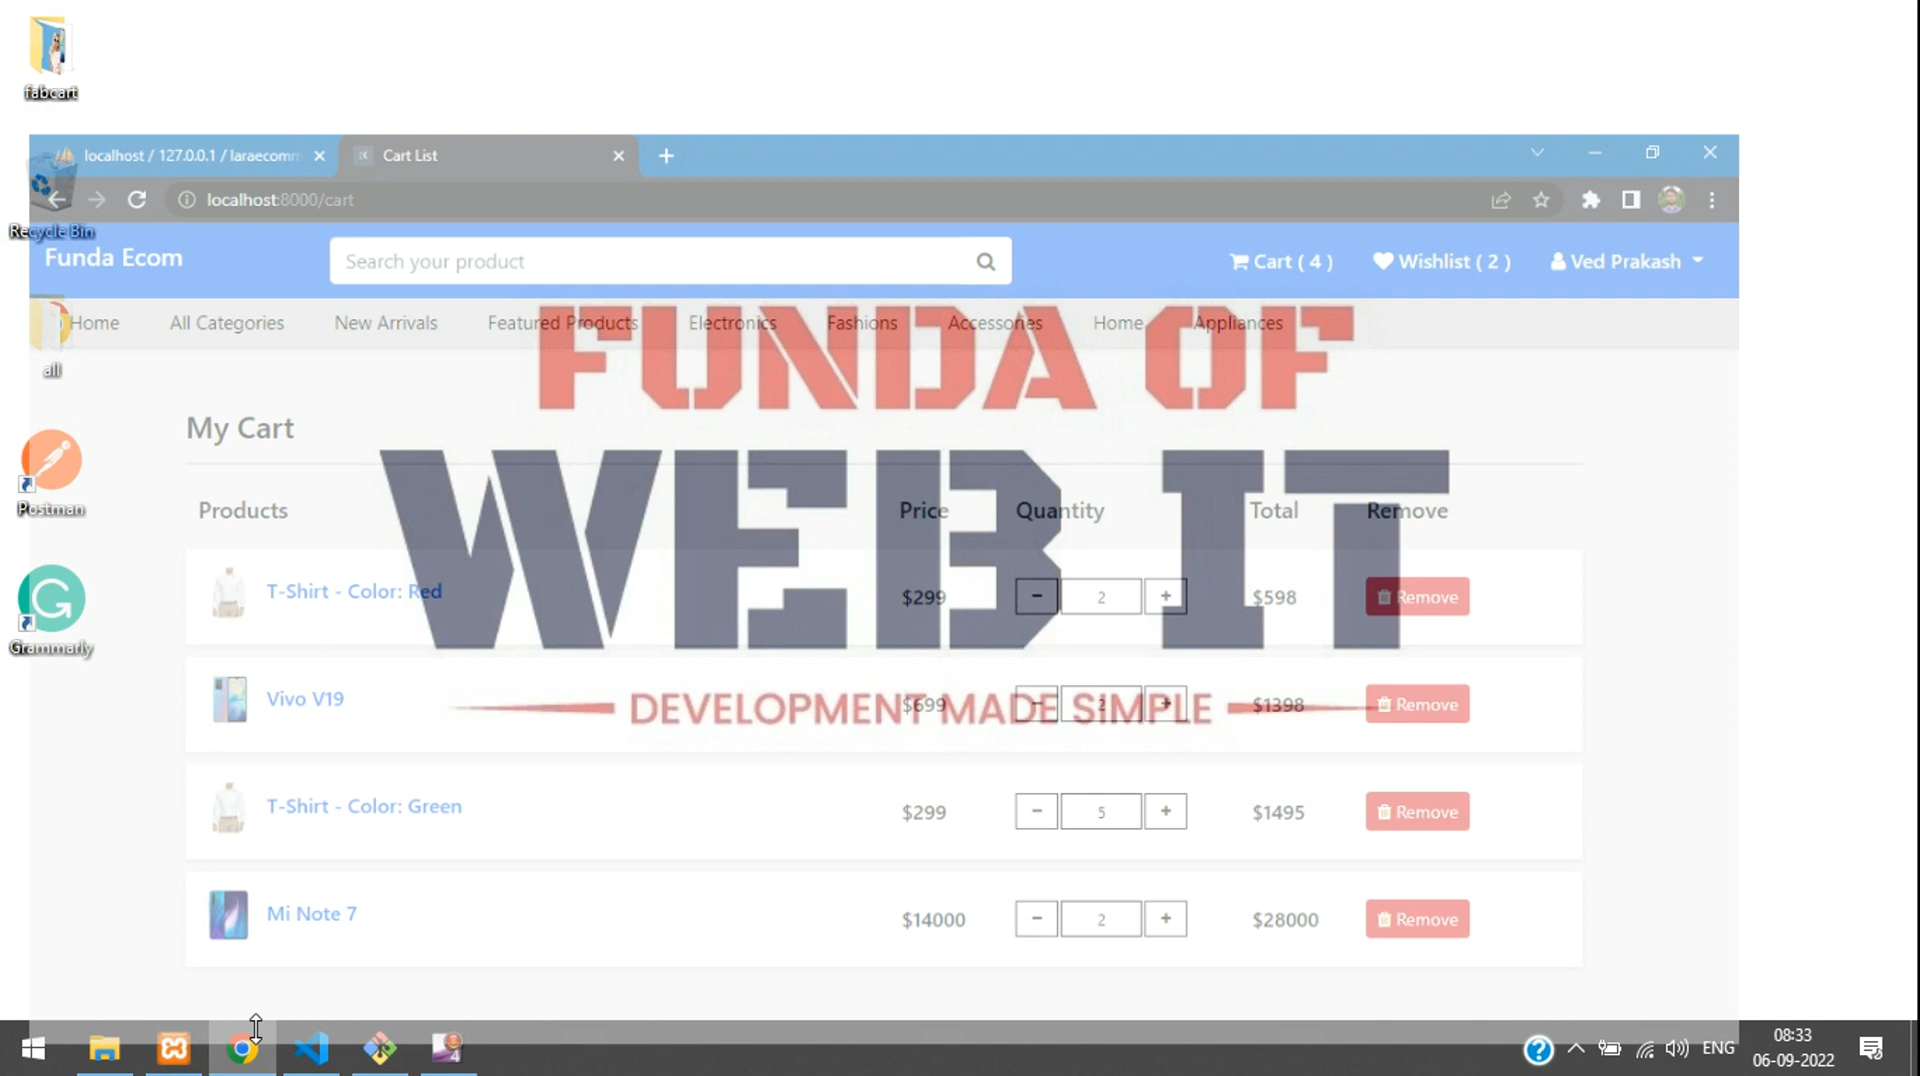 fabcart
localhost / 127.0.0.1 / laraecomm
Cart List
localhost:8000/cart
Recycle Bin
Funda Ecom
Search your product
Cart ( 4 )
Wishlist ( 2 )
Ved Prakash
Home
All Categories
New Arrivals
Featured Products
Electronics
Fashions
Accessories
Home
Appliances
FUNDA OF
WEB IT
DEVELOPMENT MADE SIMPLE
all
Postman
Grammarly
My Cart
Products Price Quantity Total Remove
T-Shirt - Color: Red $299 - 2 + $598 Remove
Vivo V19 $699 - 2 + $1398 Remove
T-Shirt - Color: Green $299 - 5 + $1495 Remove
Mi Note 7 $14000 - 2 + $28000 Remove
4
ENG
08:33
06-09-2022